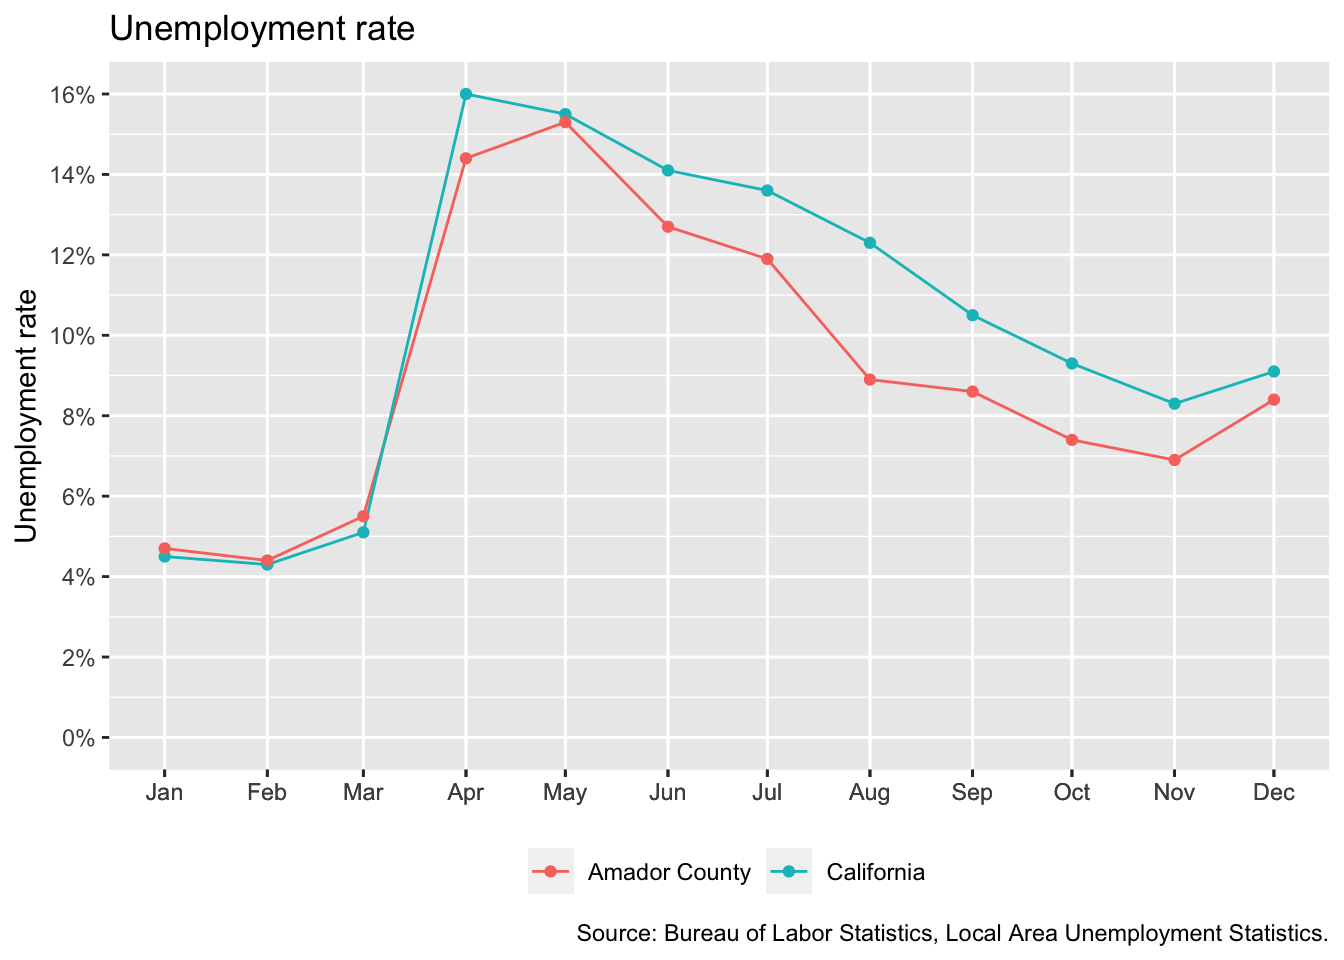 Unemployment rate
Unemployment rate
16%
14%
12%
10%
8%
6%
4%
2%
0%
Jan Feb Mar Apr May Jun Jul Aug Sep Oct Nov Dec
Amador County California
Source: Bureau of Labor Statistics, Local Area Unemployment Statistics.